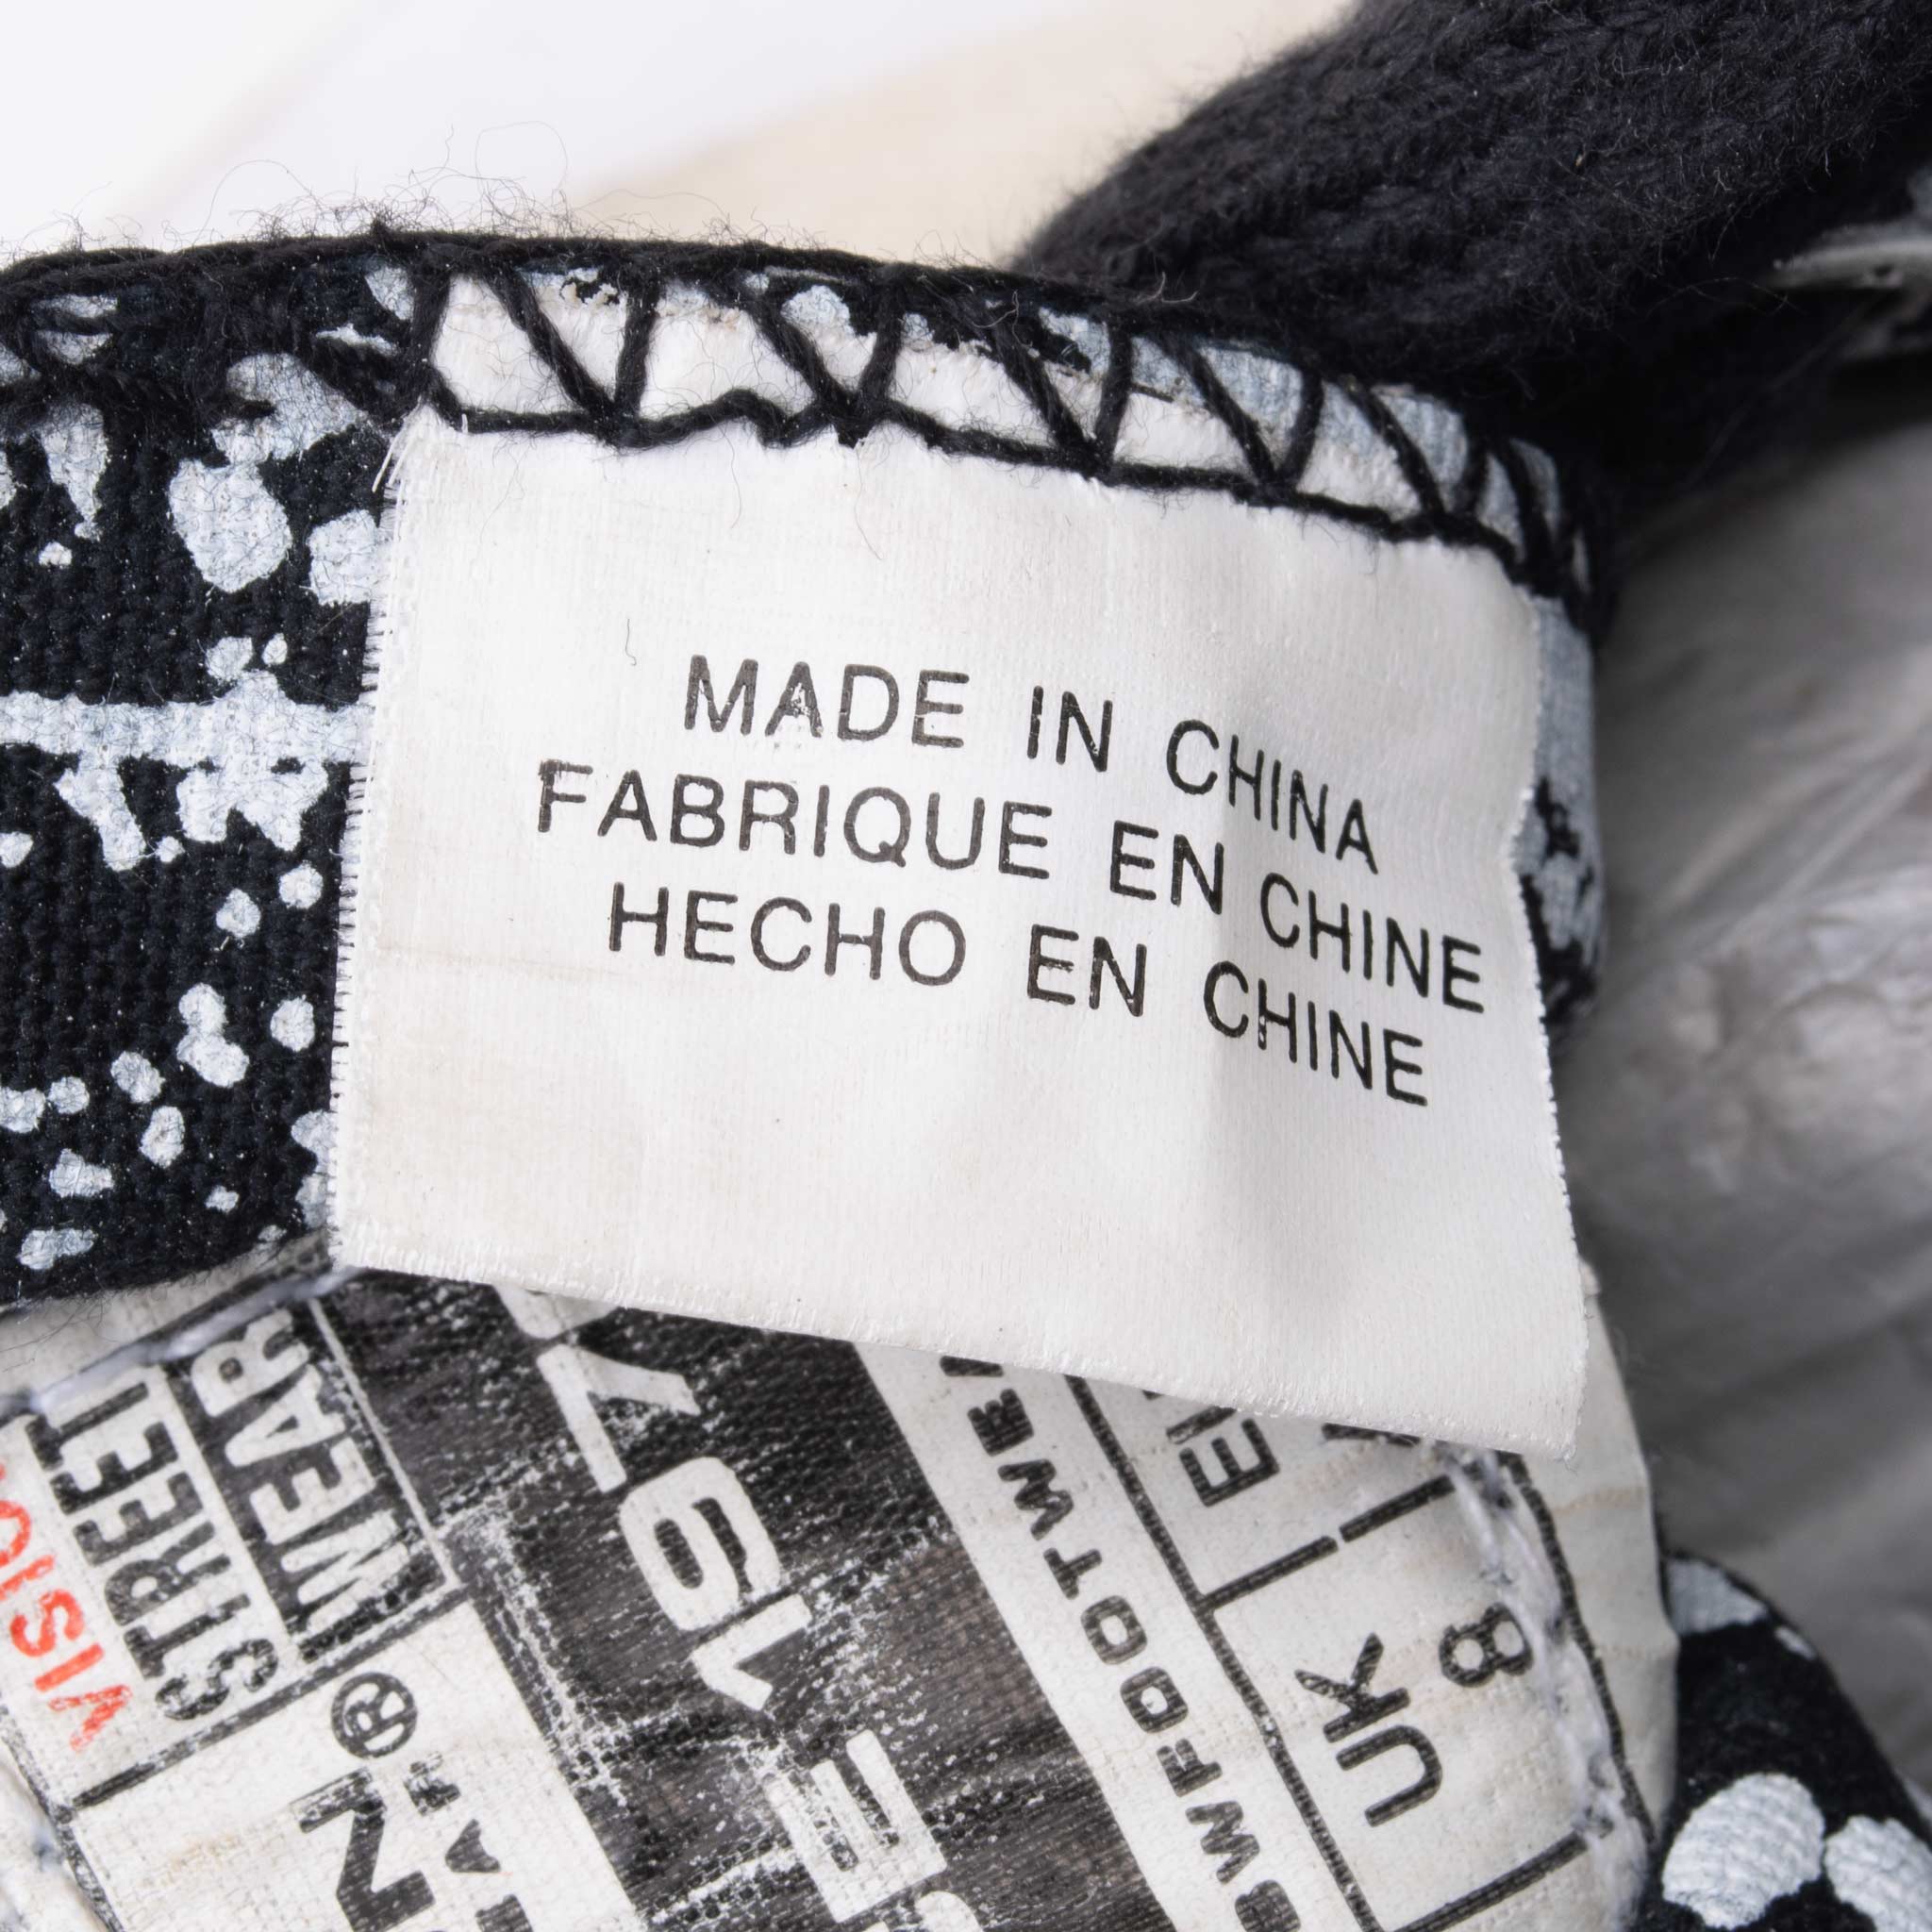 MADE IN CHINA
FABRIQUE EN CHINE
HECHO EN CHINE
STREET
WEAR
UK
8